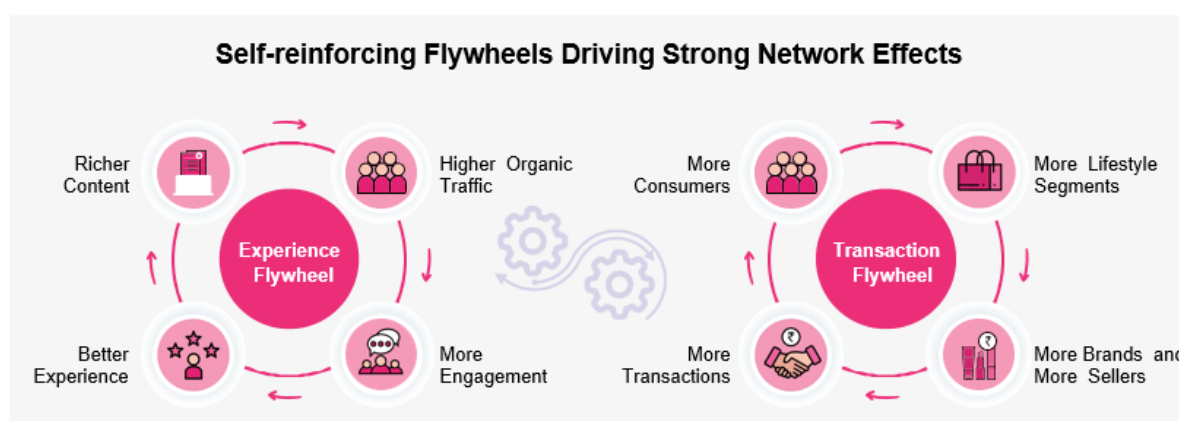 Self-reinforcing Flywheels Driving Strong Network Effects
Richer
Content
Higher Organic
Traffic
Experience
Flywheel
Better
Experience
More
Engagement
More
Consumers
More Lifestyle
Segments
Transaction
Flywheel
₹
More
Transactions
₹
More Brands and
More Sellers